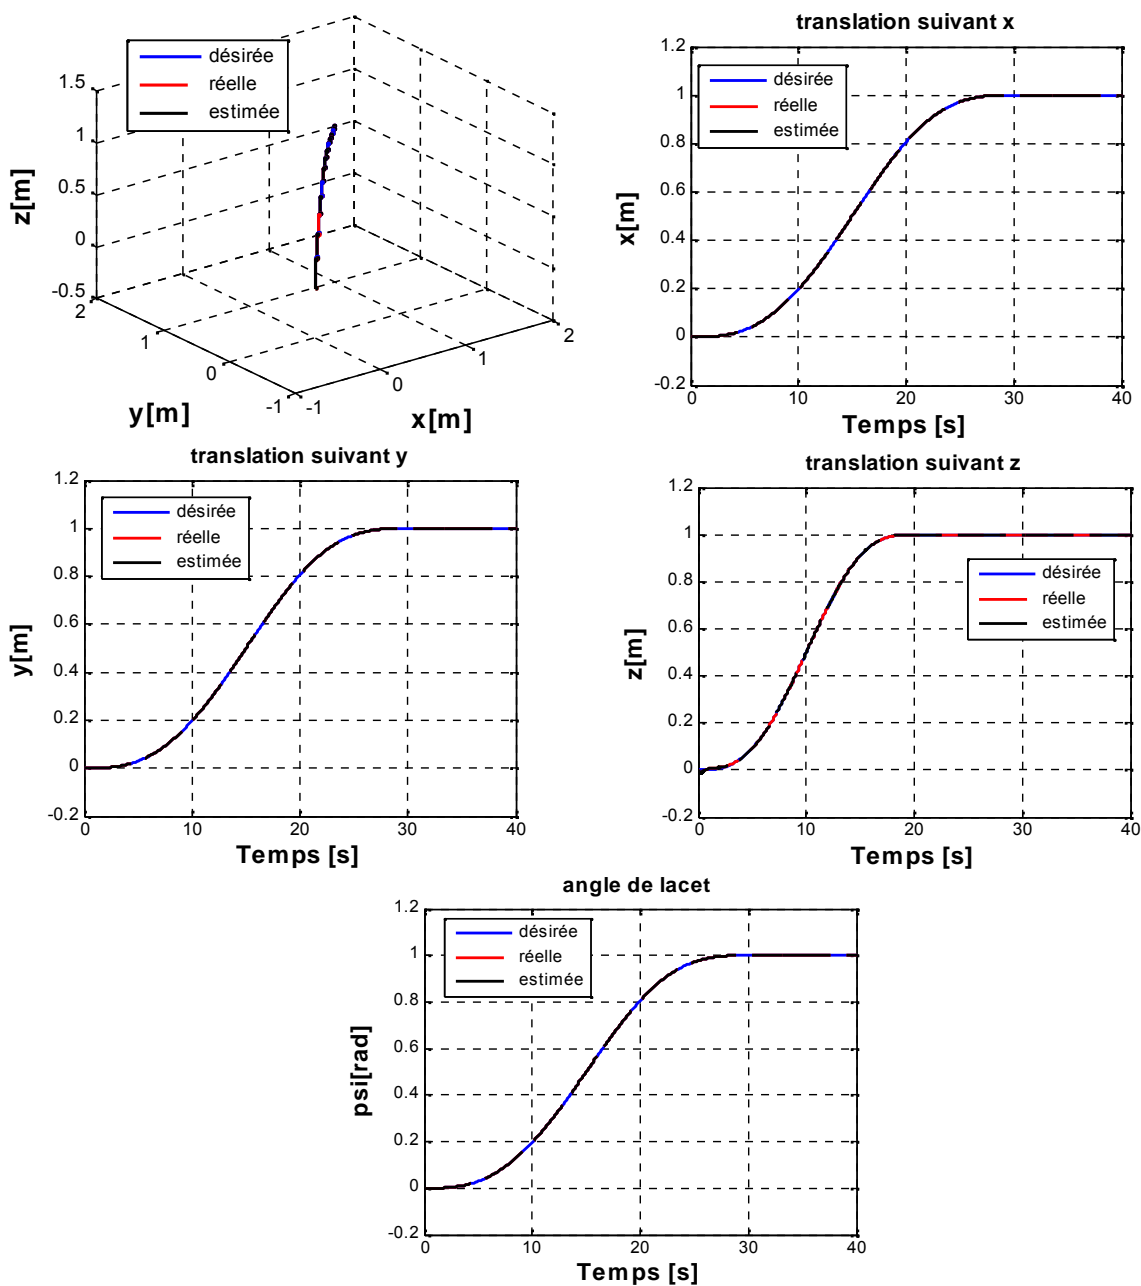 désirée
réelle
estimée
1.5
1
0.5
0
-0.5
z[m]
2
1
0
-1
y[m]
-1
0
1
2
x[m]
translation suivant x
désirée
réelle
estimée
1.2
1
0.8
0.6
0.4
0.2
0
-0.2
x[m]
10 20 30 40
Temps [s]
translation suivant y
désirée
réelle
estimée
1.2
1
0.8
0.6
0.4
0.2
0
-0.2
y[m]
0 10 20 30 40
Temps [s]
translation suivant z
désirée
réelle
estimée
1.2
1
0.8
0.6
0.4
0.2
0
-0.2
z[m]
0 10 20 30 40
Temps [s]
angle de lacet
désirée
réelle
estimée
1.2
1
0.8
0.6
0.4
0.2
0
-0.2
psi[rad]
0 10 20 30 40
Temps [s]